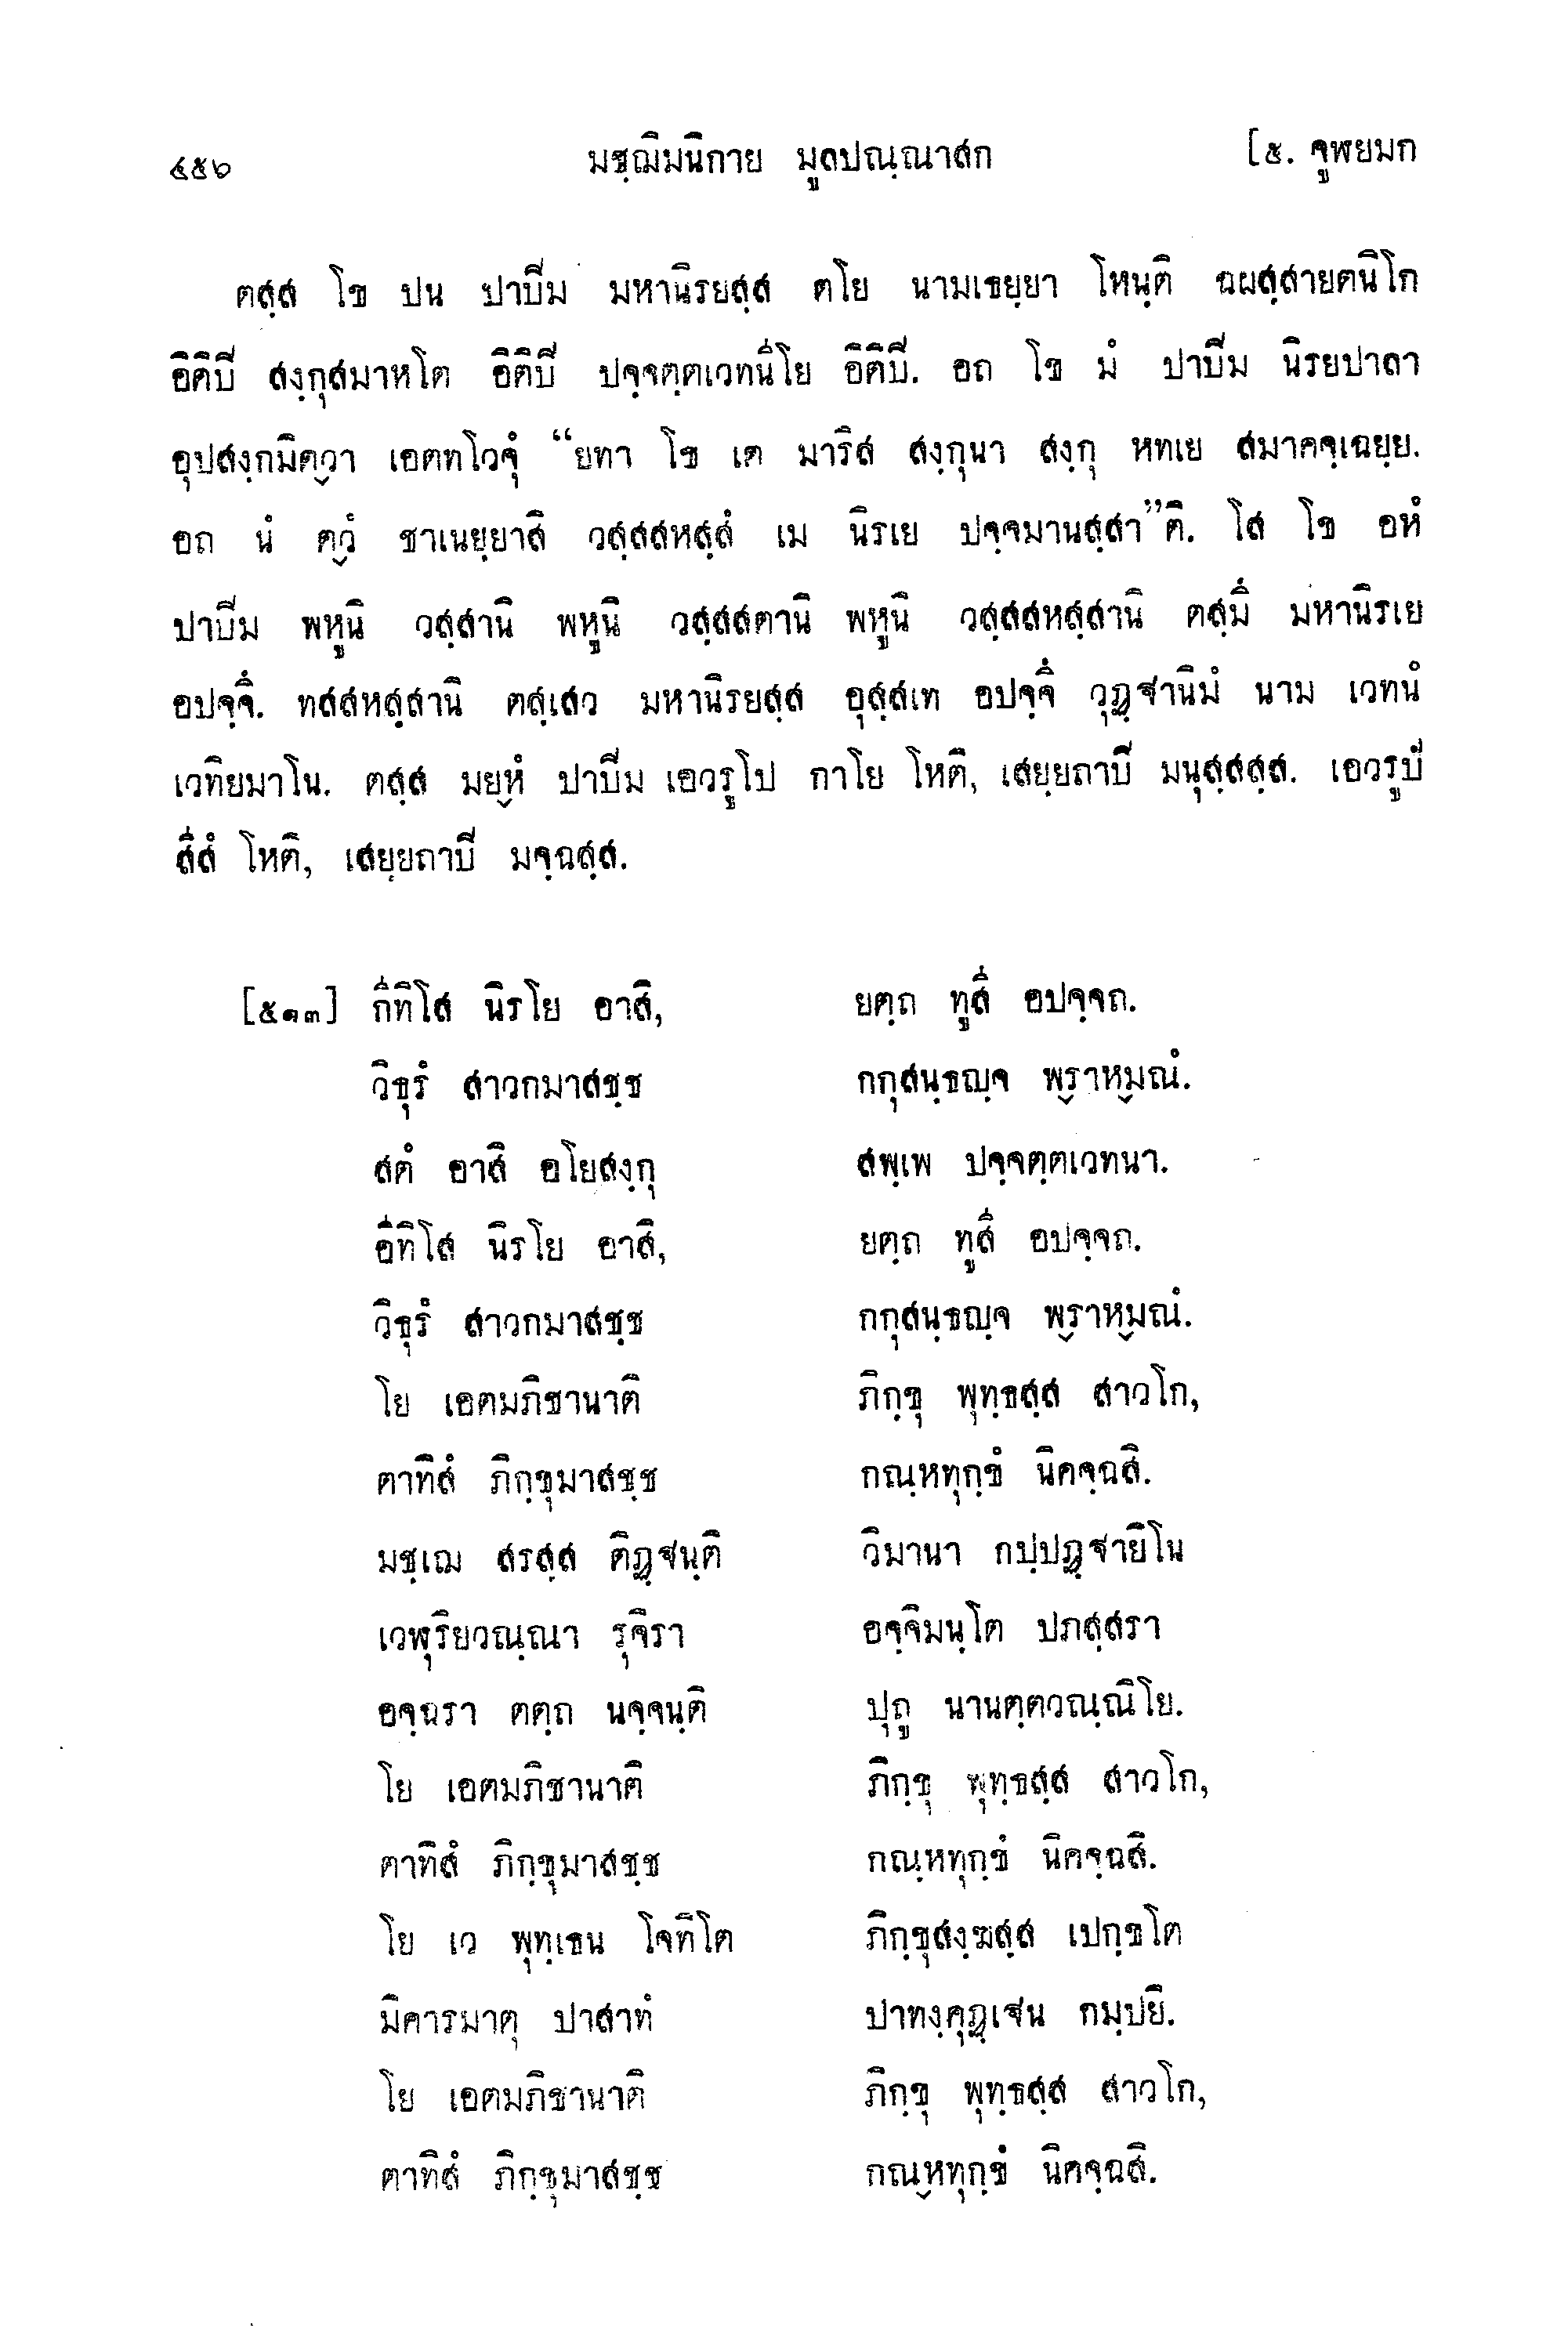 ๔๕๖ มชฺฌิมนิกาย มูลปณฺณาสก [๕. จูฬยมก
ตสฺส โข ปน ปาปิม มหานิรยสฺส ตโย นามเธยฺยา โหนฺติ ฉผสฺสายตนิโก
อิติปิ สงฺกุสมาหโต อิติปิ ปจฺจตฺตเวทนิโย อิติปิ. อถ โข มํ ปาปิม นิรยปาลา
อุปสงฺกมิตฺวา เอตทโวจุํ “ยทา โข เต มาริส สงฺกุนา สงฺกุ หทเย สมาคจฺเฉยฺย.
อถ นํ ตฺวํ ชาเนยฺยาสิ วสฺสสหสฺสํ เม นิรเย ปจฺจมานสฺสา”ติ. โส โข อหํ
ปาปิม พหูนิ วสฺสานิ พหูนิ วสฺสสตานิ พหูนิ วสฺสสหสฺสานิ ตสฺมึ มหานิรเย
อปจฺจึ. ทสสหสฺสานิ ตสฺเสว มหานิรยสฺส อุสฺสเท อปจฺจึ วุฏฺฐานิมํ นาม เวทนํ
เวทิยมาโน. ตสฺส มยฺหํ ปาปิม เอวรูโป กาโย โหติ, เสยฺยถาปิ มนุสฺสสฺส. เอวรูปํ
สีสํ โหติ, เสยฺยถาปิ มจฺฉสฺส.
[๕๑๓] กีทิโส นิรโย อาสิ, ยตฺถ ทูสี อปจฺจถ.
วิธุรํ สาวกมาสชฺช กกุสนฺธญฺจ พฺราหฺมณํ.
สตํ อาสิ อโยสงฺกุ สพฺเพ ปจฺจตฺตเวทนา.
อีทิโส นิรโย อาสิ, ยตฺถ ทูสี อปจฺจถ.
วิธุรํ สาวกมาสชฺช กกุสนฺธญฺจ พฺราหฺมณํ.
โย เอตมภิชานาติ ภิกฺขุ พุทฺธสฺส สาวโก,
ตาทิสํ ภิกฺขุมาสชฺช กณฺหทุกฺขํ นิคจฺฉสิ.
มชฺเฌ สรสฺส ติฏฺฐนฺติ วิมานา กปฺปฏฺฐายิโน
เวฬุริยวณฺณา รุจิรา อจฺจิมนฺโต ปภสฺสรา
อจฺฉรา ตตฺถ นจฺจนฺติ ปุถู นานตฺตวณฺณิโย.
โย เอตมภิชานาติ ภิกฺขุ พุทฺธสฺส สาวโก,
ตาทิสํ ภิกฺขุมาสชฺช กณฺหทุกฺขํ นิคจฺฉสิ.
โย เว พุทฺเธน โจทิโต ภิกฺขุสงฺฆสฺส เปกฺขโต
มิคารมาตุ ปาสาทํ ปาทงฺคุฏฺเฐน กมฺปยิ.
โย เอตมภิชานาติ ภิกฺขุ พุทฺธสฺส สาวโก,
ตาทิสํ ภิกฺขุมาสชฺช กณฺหทุกฺขํ นิคจฺฉสิ.